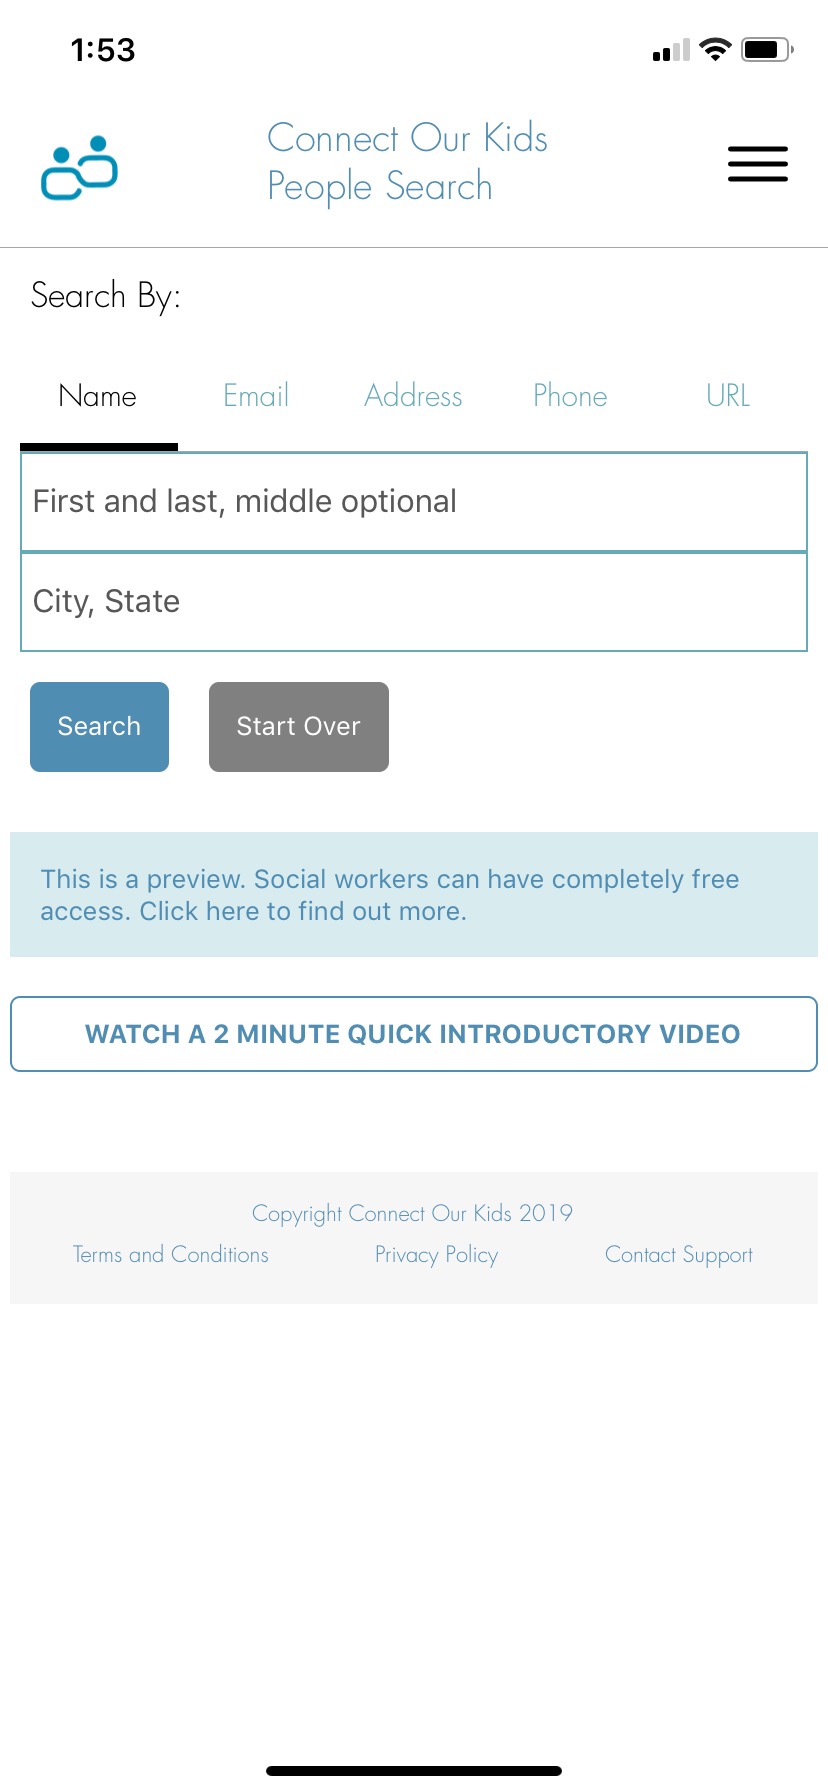 1:53
Connect Our Kids
People Search
Search By:
Name Email Address Phone URL
First and last, middle optional
City, State
Search Start Over
This is a preview. Social workers can have completely free
access. Click here to find out more.
WATCH A 2 MINUTE QUICK INTRODUCTORY VIDEO
Copyright Connect Our Kids 2019
Terms and Conditions Privacy Policy Contact Support